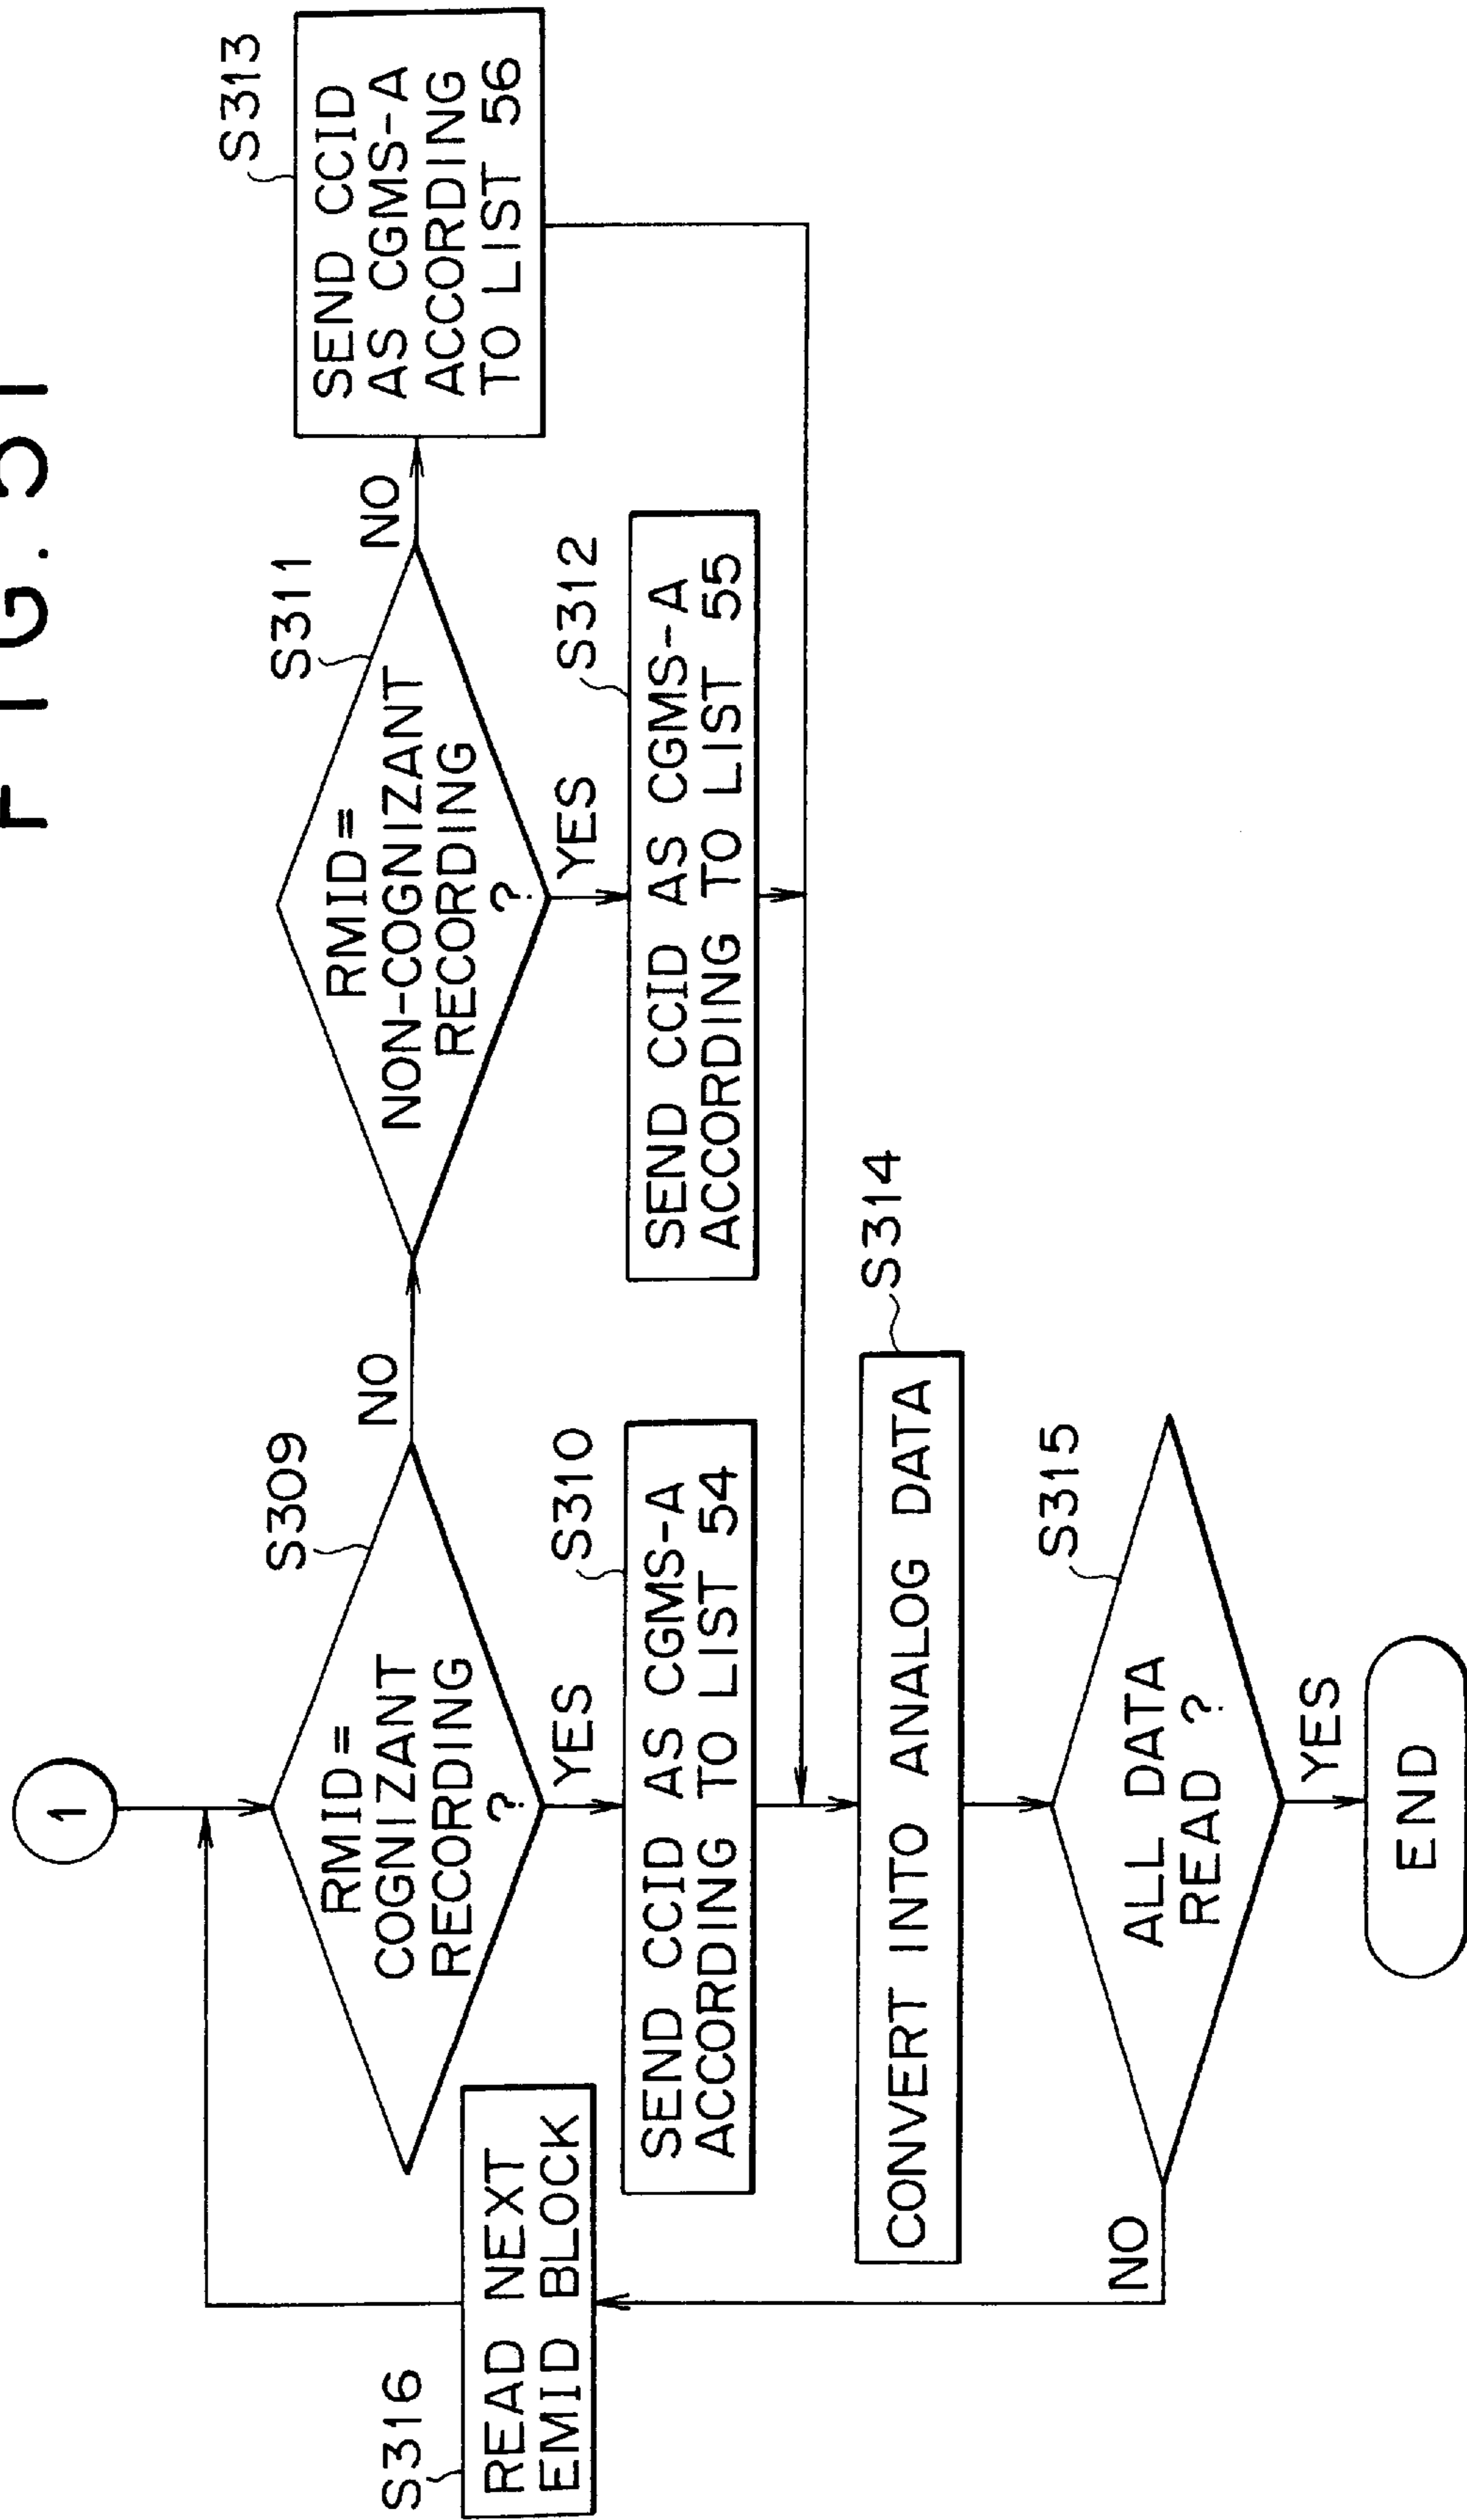 FIG.
1
S309
RMID=
COGNIZANT
RECORDING
?
NO
YES
S311
RMID=
NON-COGNIZANT
RECORDING
?
NO
YES
S313
SEND CCID
AS CGMS-A
ACCORDING
TO LIST 56
S316
READ NEXT
EMID BLOCK
S310
SEND CCID AS CGMS-A
ACCORDING TO LIST 54
S312
SEND CCID AS CGMS-A
ACCORDING TO LIST 55
S314
CONVERT INTO ANALOG DATA
S315
ALL DATA
READ ?
NO
YES
END